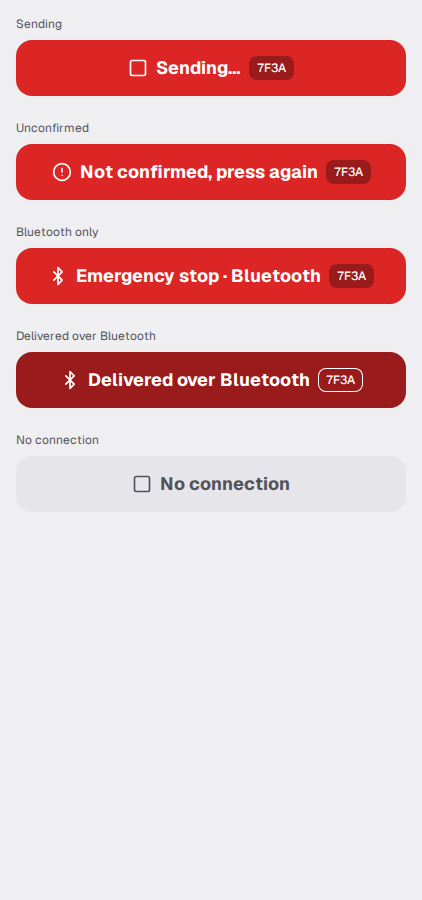 Sending
Sending... 7F3A
Unconfirmed
Not confirmed, press again 7F3A
Bluetooth only
Emergency stop · Bluetooth 7F3A
Delivered over Bluetooth
Delivered over Bluetooth 7F3A
No connection
No connection